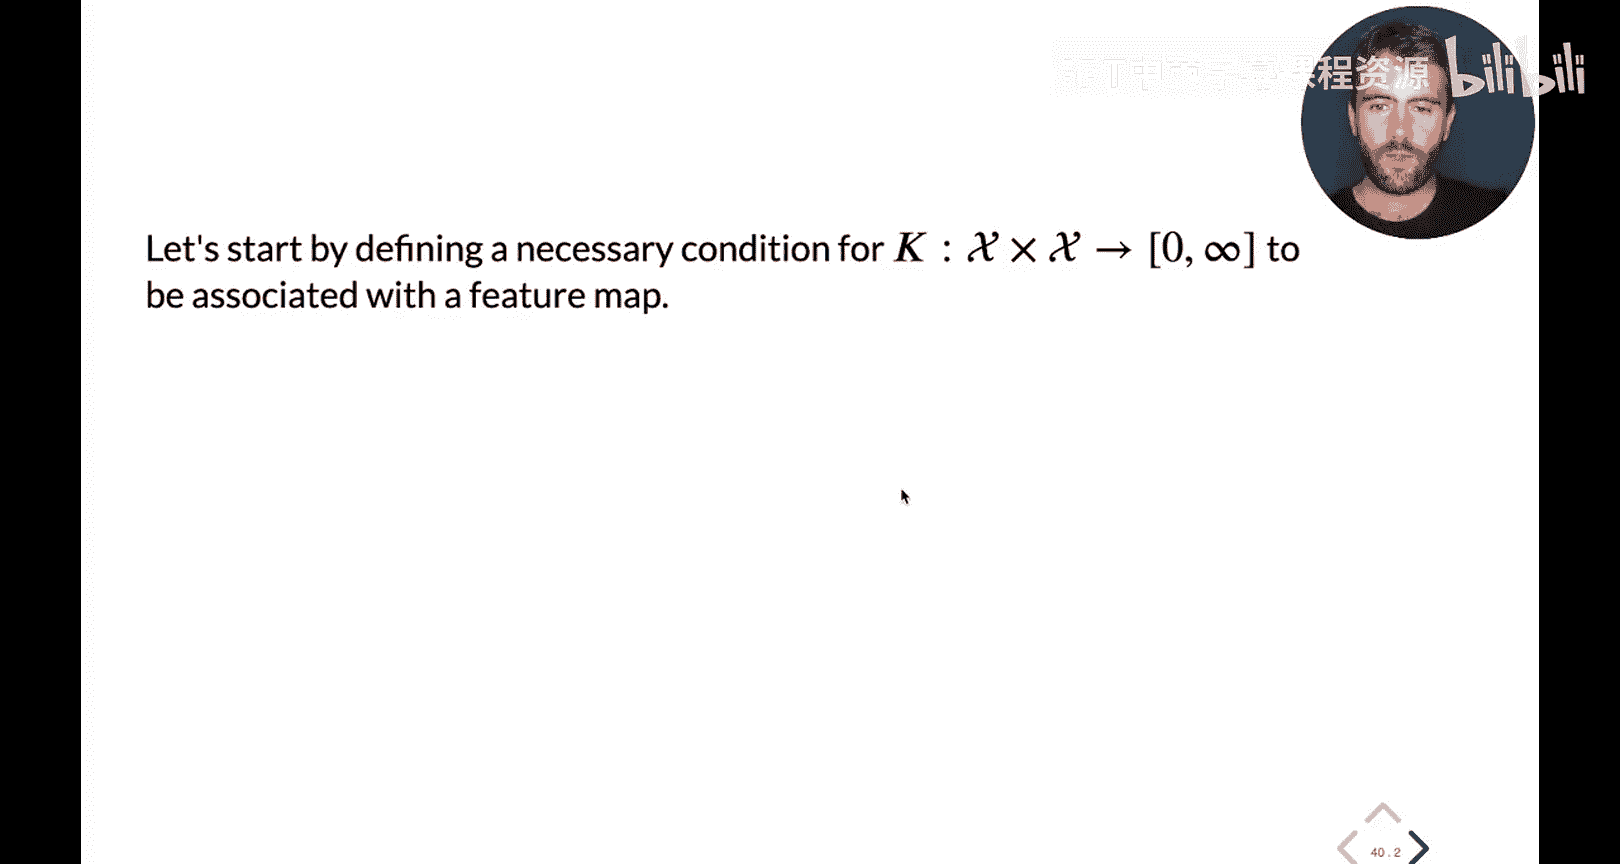 课程资源 bilibili
Let's start by defining a necessary condition for K : 𝒳 × 𝒳 → [0, ∞] to
be associated with a feature map.
40.2